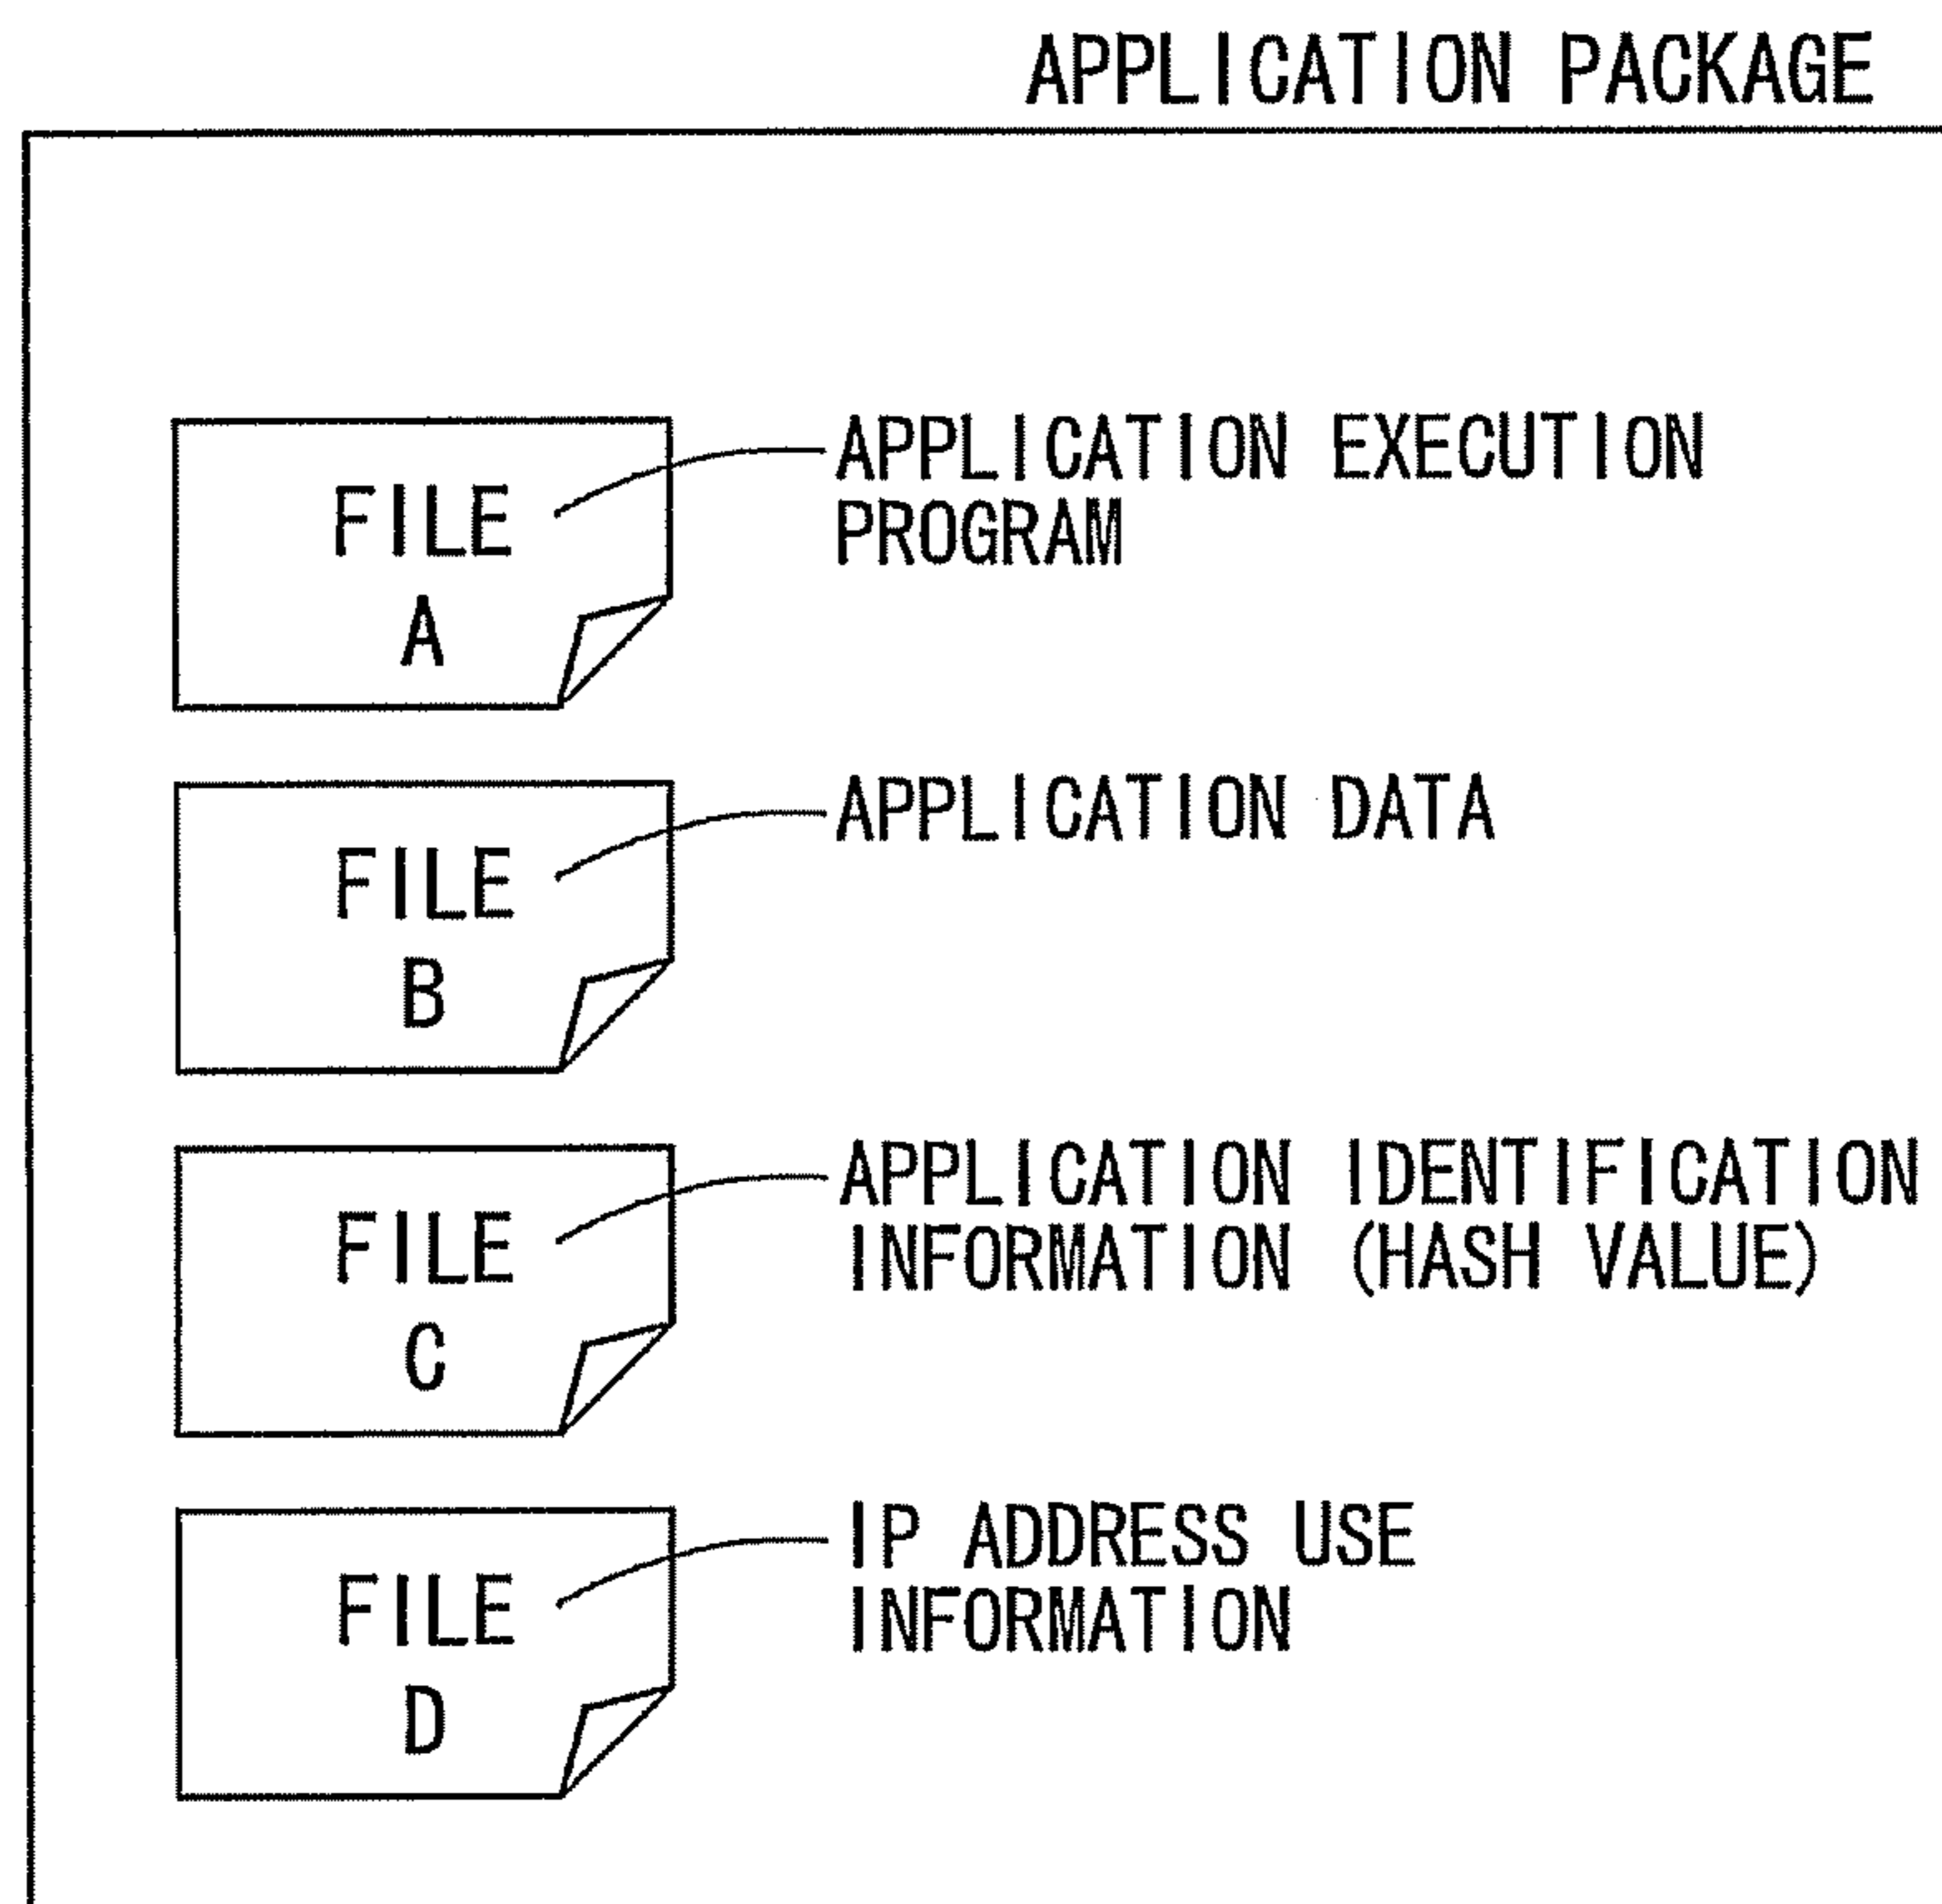 APPLICATION PACKAGE
FILE
A
APPLICATION EXECUTION
PROGRAM
FILE
B
APPLICATION DATA
FILE
C
APPLICATION IDENTIFICATION
INFORMATION (HASH VALUE)
FILE
D
IP ADDRESS USE
INFORMATION